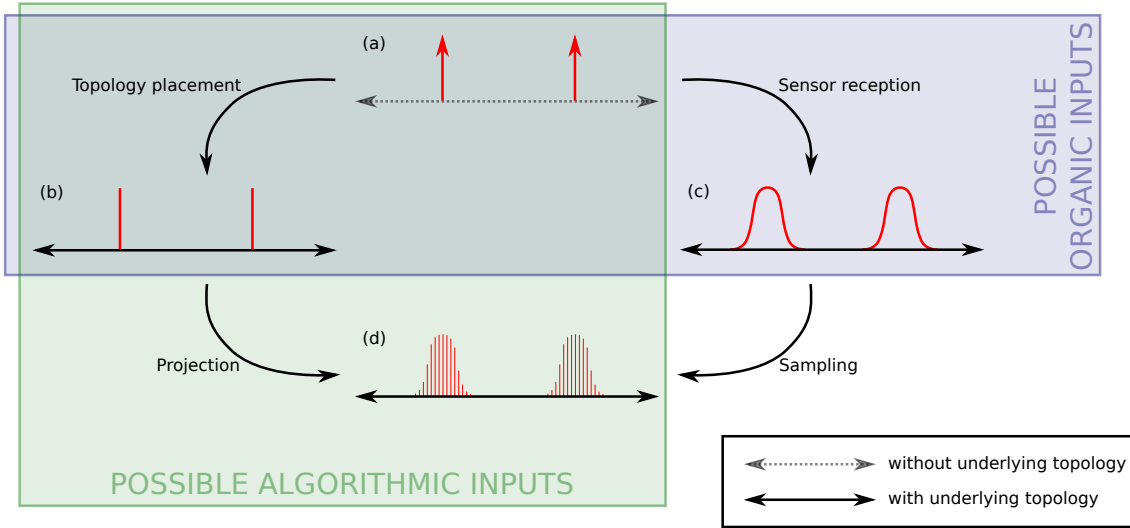 (a)
Topology placement
Sensor reception
POSSIBLE
ORGANIC INPUTS
(b)
(c)
(d)
Projection
Sampling
POSSIBLE ALGORITHMIC INPUTS
without underlying topology
with underlying topology